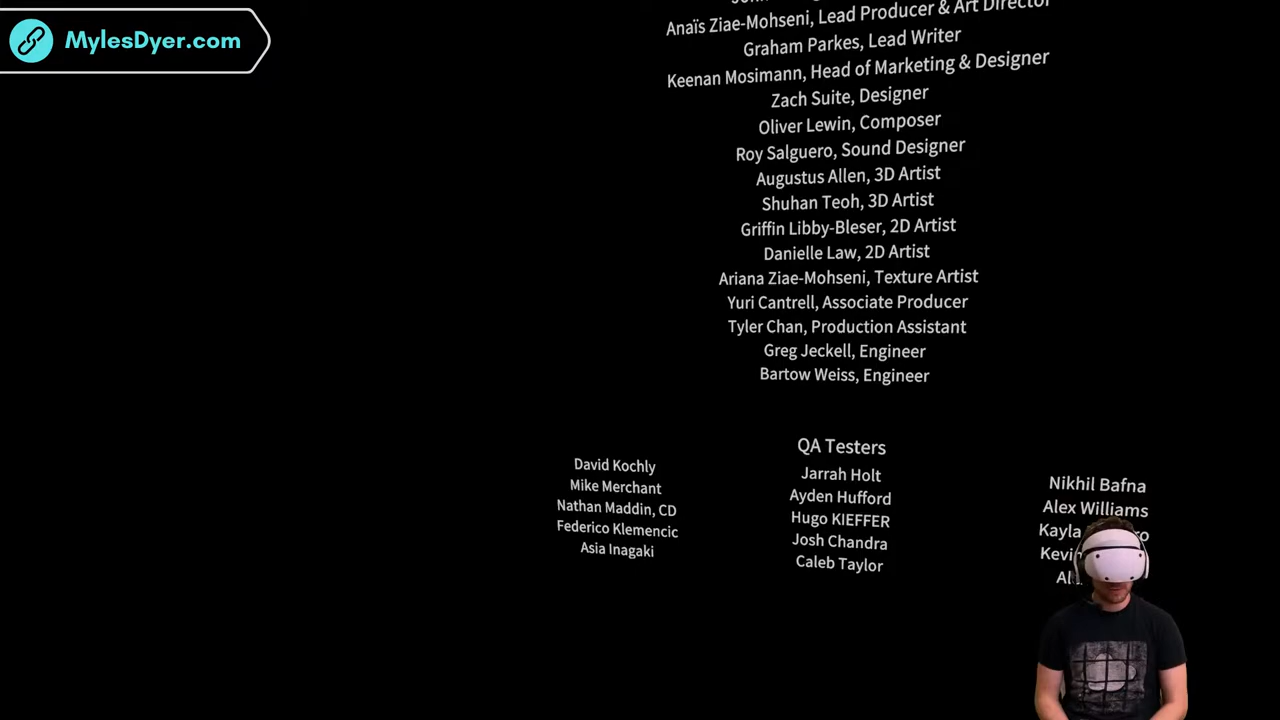 MylesDyer.com
Anaïs Ziae-Mohseni, Lead Producer & Art Director
Graham Parkes, Lead Writer
Keenan Mosimann, Head of Marketing & Designer
Zach Suite, Designer
Oliver Lewin, Composer
Roy Salguero, Sound Designer
Augustus Allen, 3D Artist
Shuhan Teoh, 3D Artist
Griffin Libby-Bleser, 2D Artist
Danielle Law, 2D Artist
Ariana Ziae-Mohseni, Texture Artist
Yuri Cantrell, Associate Producer
Tyler Chan, Production Assistant
Greg Jeckell, Engineer
Bartow Weiss, Engineer
QA Testers
David Kochly
Mike Merchant
Nathan Maddin, CD
Federico Klemencic
Asia Inagaki
Jarrah Holt
Ayden Hufford
Hugo KIEFFER
Josh Chandra
Caleb Taylor
Nikhil Bafna
Alex Williams
Kayla